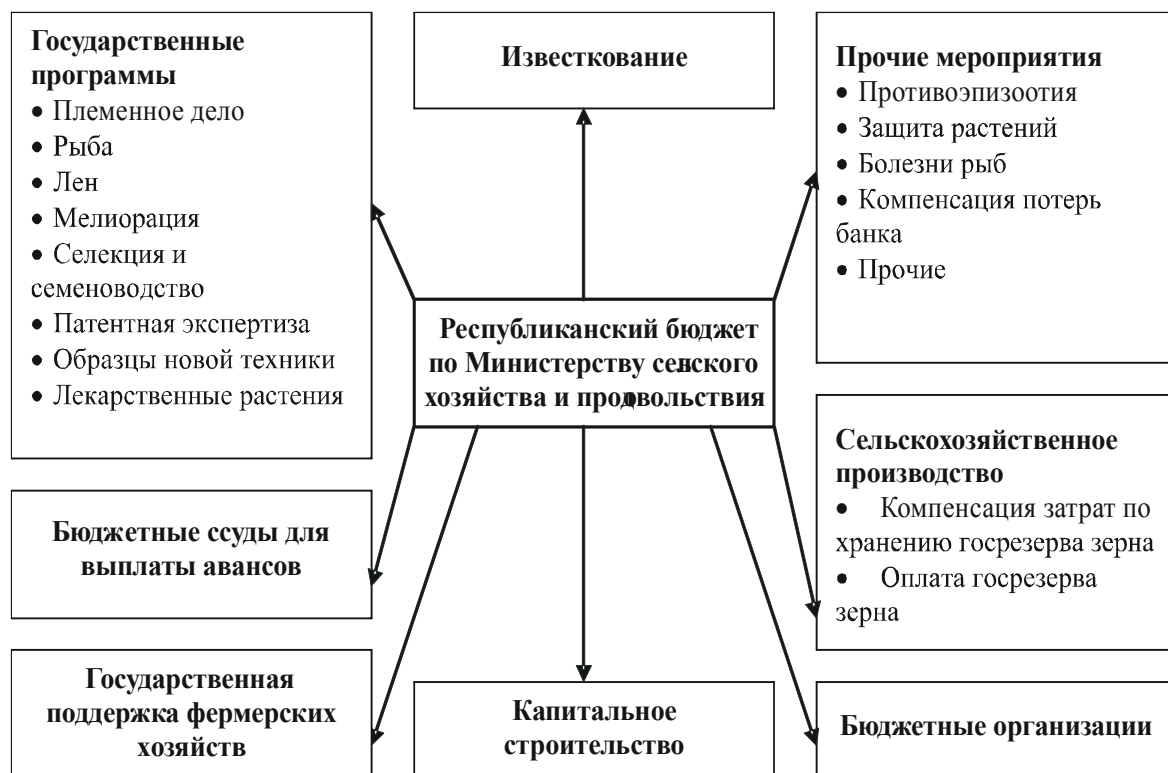 Государственные
программы
• Племенное дело
• Рыба
• Лен
• Мелиорация
• Селекция и
семеноводство
• Патентная экспертиза
• Образцы новой техники
• Лекарственные растения
Известкование
Прочие мероприятия
• Противоэпизоотия
• Защита растений
• Болезни рыб
• Компенсация потерь
банка
• Прочие
Республиканский бюджет
по Министерству сельского
хозяйства и продовольствия
Сельскохозяйственное
производство
• Компенсация затрат по
хранению госрезерва зерна
• Оплата госрезерва
зерна
Бюджетные ссуды для
выплаты авансов
Государственная
поддержка фермерских
хозяйств
Капитальное
строительство
Бюджетные организации